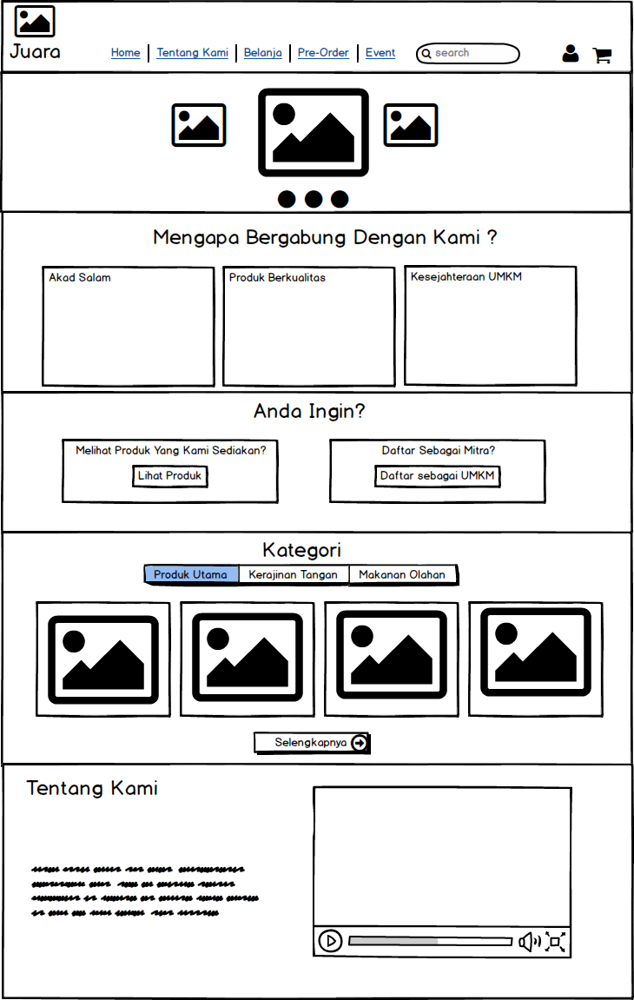 Juara
Home Tentang Kami Belanja Pre-Order Event search
Mengapa Bergabung Dengan Kami ?
Akad Salam
Produk Berkualitas
Kesejahteraan UMKM
Anda Ingin?
Melihat Produk Yang Kami Sediakan?
Lihat Produk
Daftar Sebagai Mitra?
Daftar sebagai UMKM
Kategori
Produk Utama Kerajinan Tangan Makanan Olahan
Selengkapnya
Tentang Kami